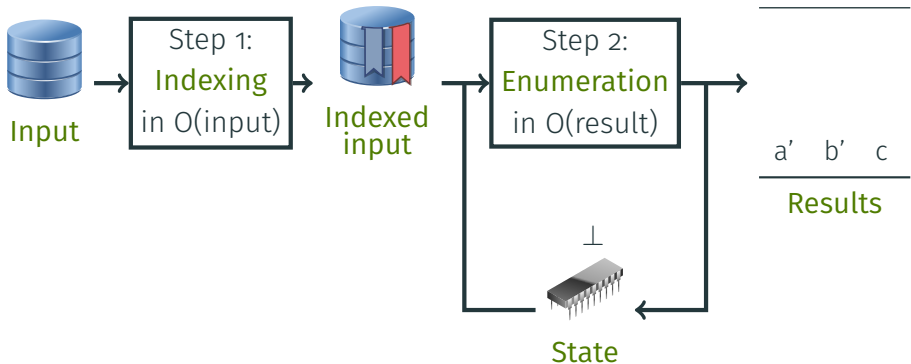 Input
Step 1:
Indexing
in O(input)
Indexed
input
Step 2:
Enumeration
in O(result)
a’ b’ c
Results
⊥
State